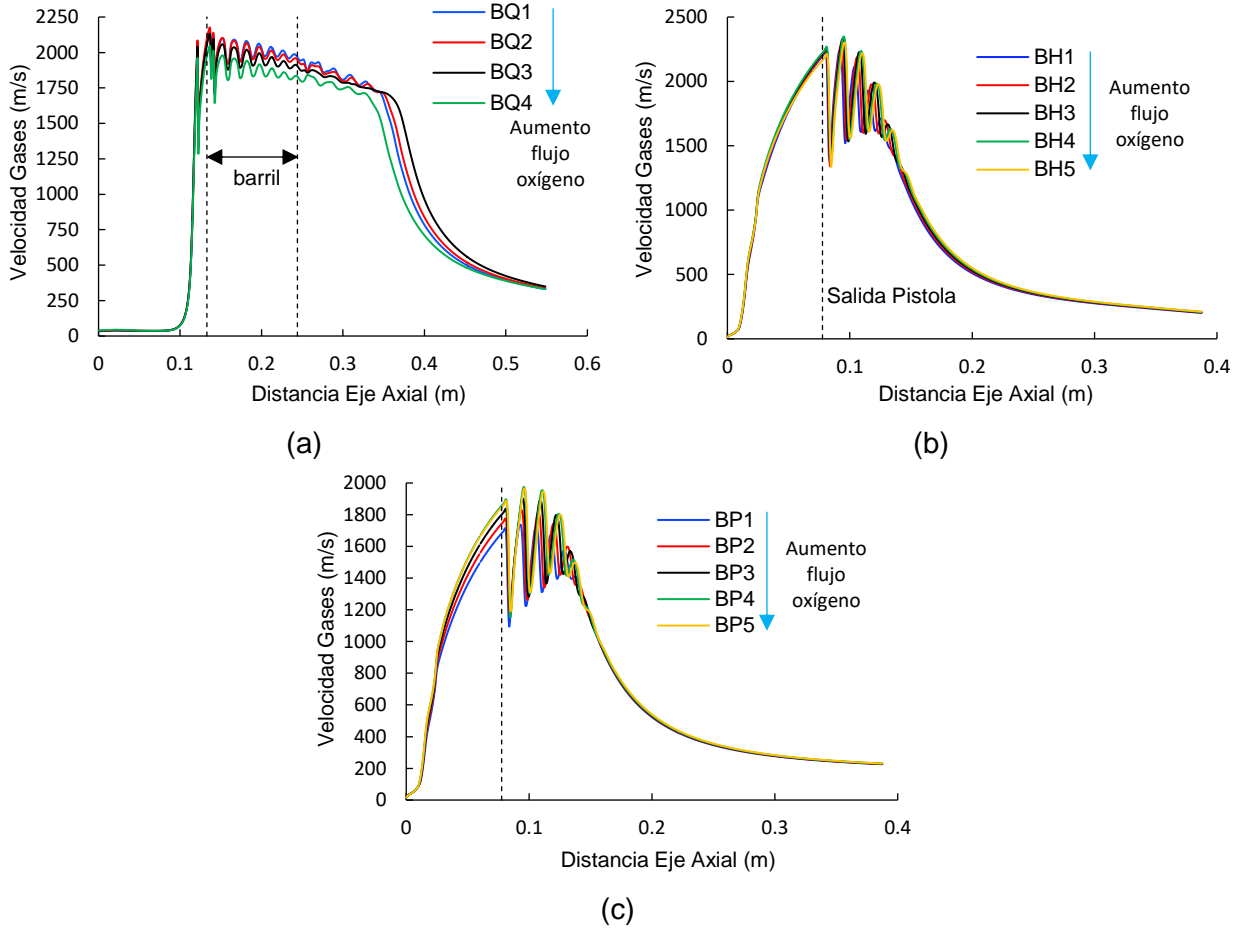 2250
2000
1750
1500
1250
1000
750
500
250
0
Velocidad Gases (m/s)
0
0.1
0.2
0.3
0.4
0.5
0.6
Distancia Eje Axial (m)
barril
BQ1
BQ2
BQ3
BQ4
Aumento
flujo
oxígeno
(a)
2500
2000
1500
1000
500
0
Velocidad Gases (m/s)
0
0.1
0.2
0.3
0.4
Distancia Eje Axial (m)
Salida Pistola
BH1
BH2
BH3
BH4
BH5
Aumento
flujo
oxígeno
(b)
2000
1800
1600
1400
1200
1000
800
600
400
200
0
Velocidad Gases (m/s)
0
0.1
0.2
0.3
0.4
Distancia Eje Axial (m)
BP1
BP2
BP3
BP4
BP5
Aumento
flujo
oxígeno
(c)